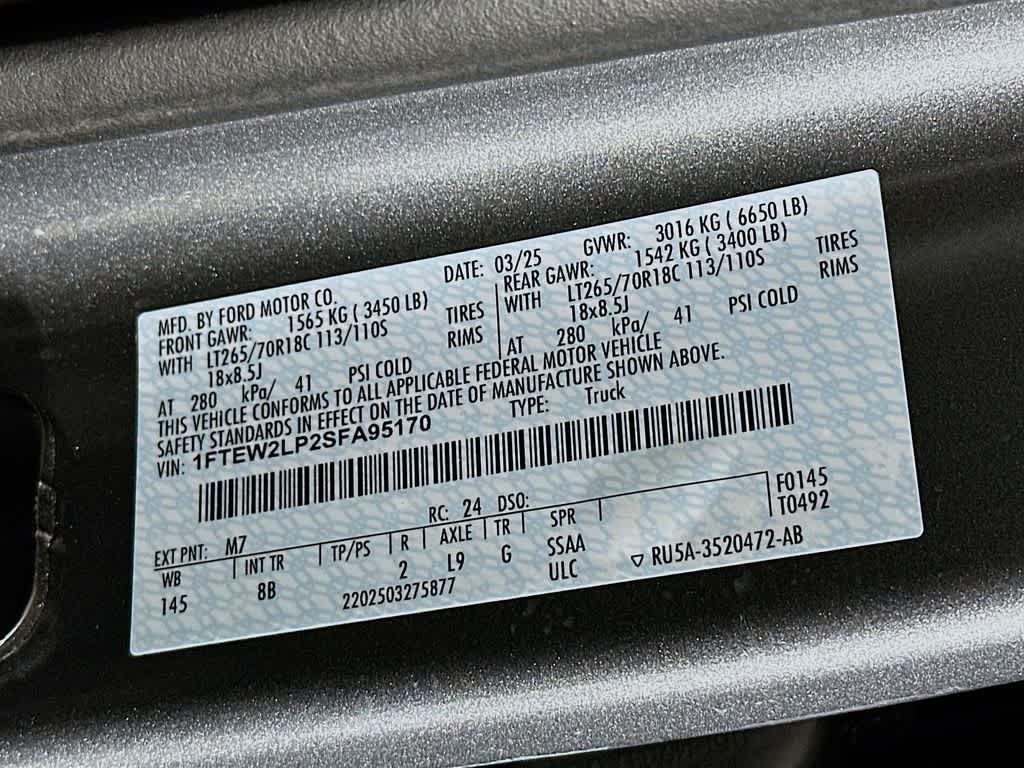 MFD. BY FORD MOTOR CO. DATE: 03/25 GVWR: 3016 KG ( 6650 LB)
FRONT GAWR: 1565 KG ( 3450 LB) REAR GAWR: 1542 KG ( 3400 LB)
WITH LT265/70R18C 113/110S TIRES WITH LT265/70R18C 113/110S TIRES
18x8.5J RIMS 18x8.5J RIMS
AT 280 kPa/ 41 PSI COLD AT 280 kPa/ 41 PSI COLD
THIS VEHICLE CONFORMS TO ALL APPLICABLE FEDERAL MOTOR VEHICLE
SAFETY STANDARDS IN EFFECT ON THE DATE OF MANUFACTURE SHOWN ABOVE.
VIN: 1FTEW2LP2SFA95170 TYPE: Truck
EXT PNT: M7 RC: 24 DSO: F0145
WB INT TR TP/PS R AXLE TR SPR T0492
145 8B 2 L9 G SSAA
2202503275877 ULC ▽ RU5A-3520472-AB